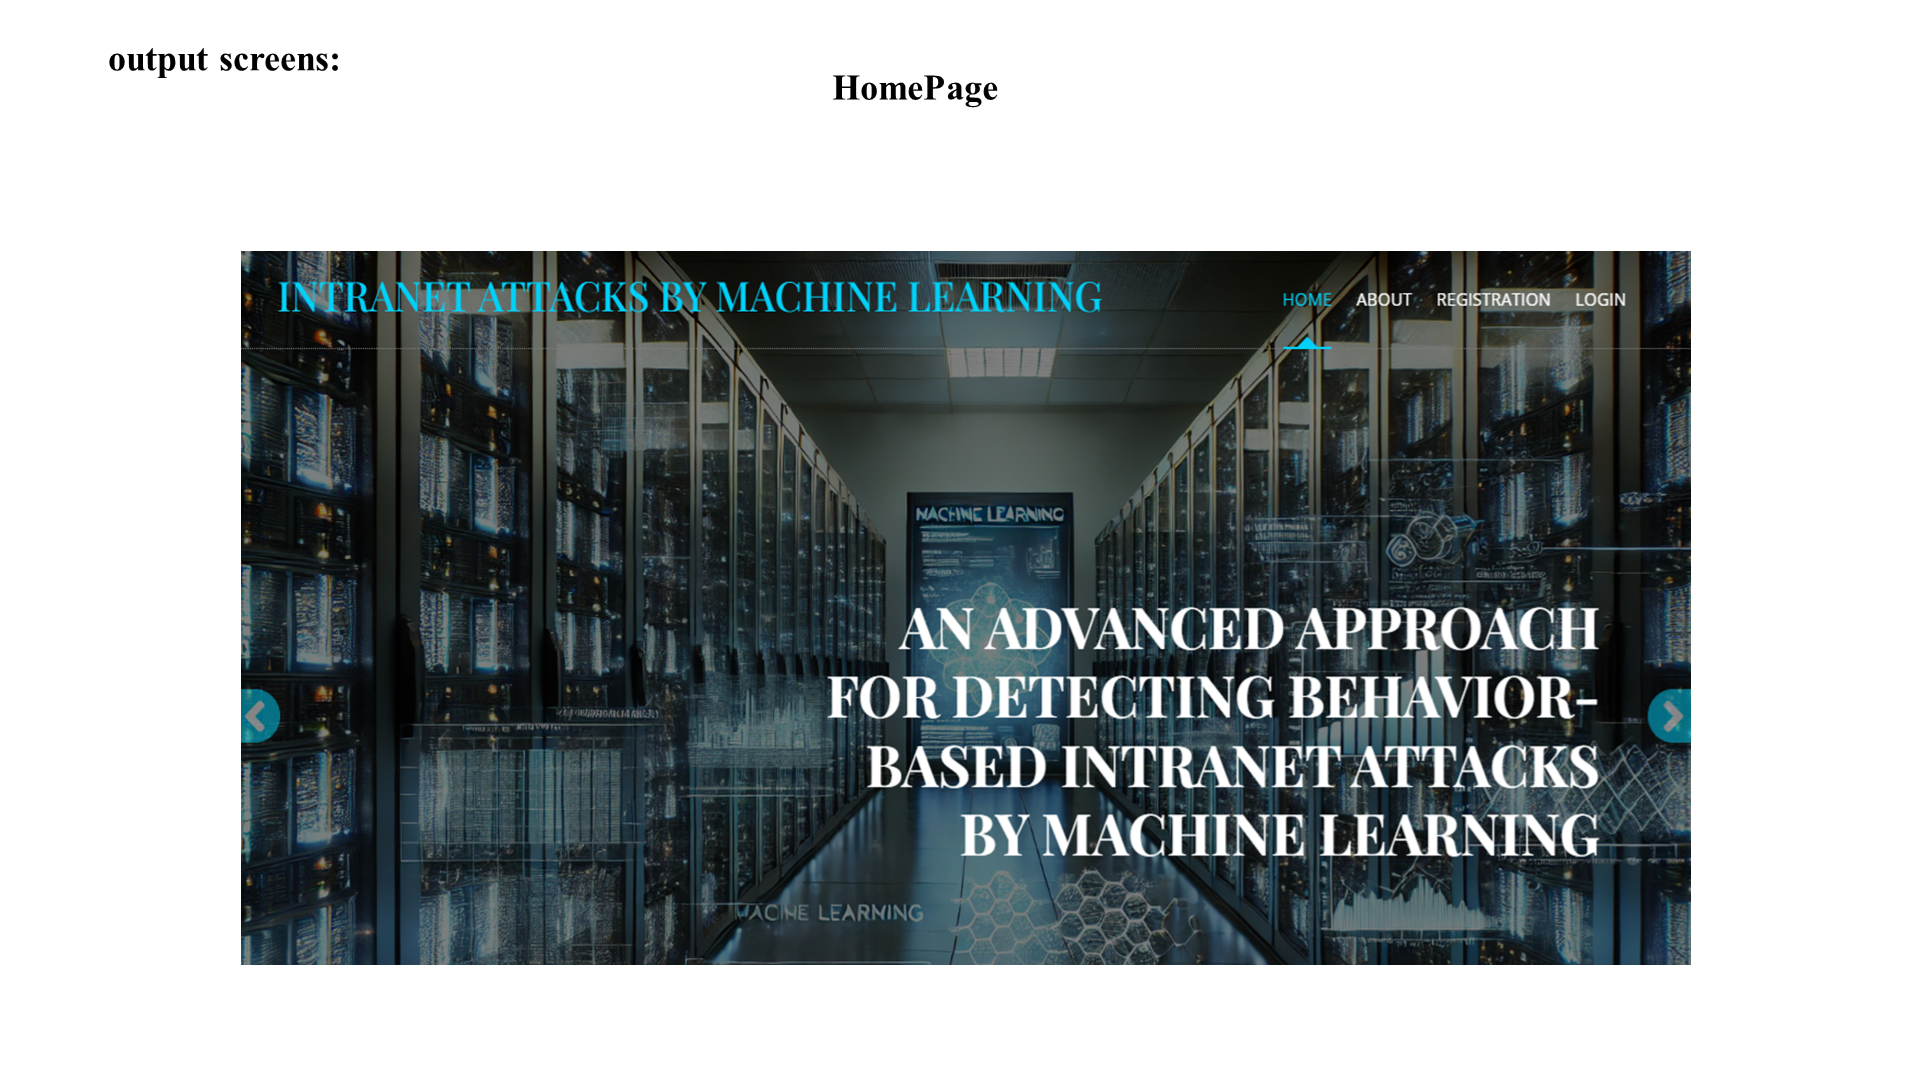 output screens:
HomePage
INTRANET ATTACKS BY MACHINE LEARNING
HOME ABOUT REGISTRATION LOGIN
MACHINE LEARNING
AN ADVANCED APPROACH
FOR DETECTING BEHAVIOR-
BASED INTRANET ATTACKS
BY MACHINE LEARNING
MACINE LEARNING